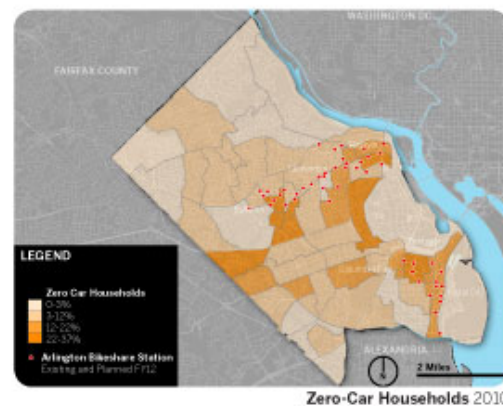 WASHINGTON DC
FAIRFAX COUNTY
LEGEND
Zero Car Households
0-3%
3-12%
12-22%
22-37%
Arlington Bikeshare Station
Existing and Planned FY12
ALEXANDRIA
N
2 Miles
Zero-Car Households 2010